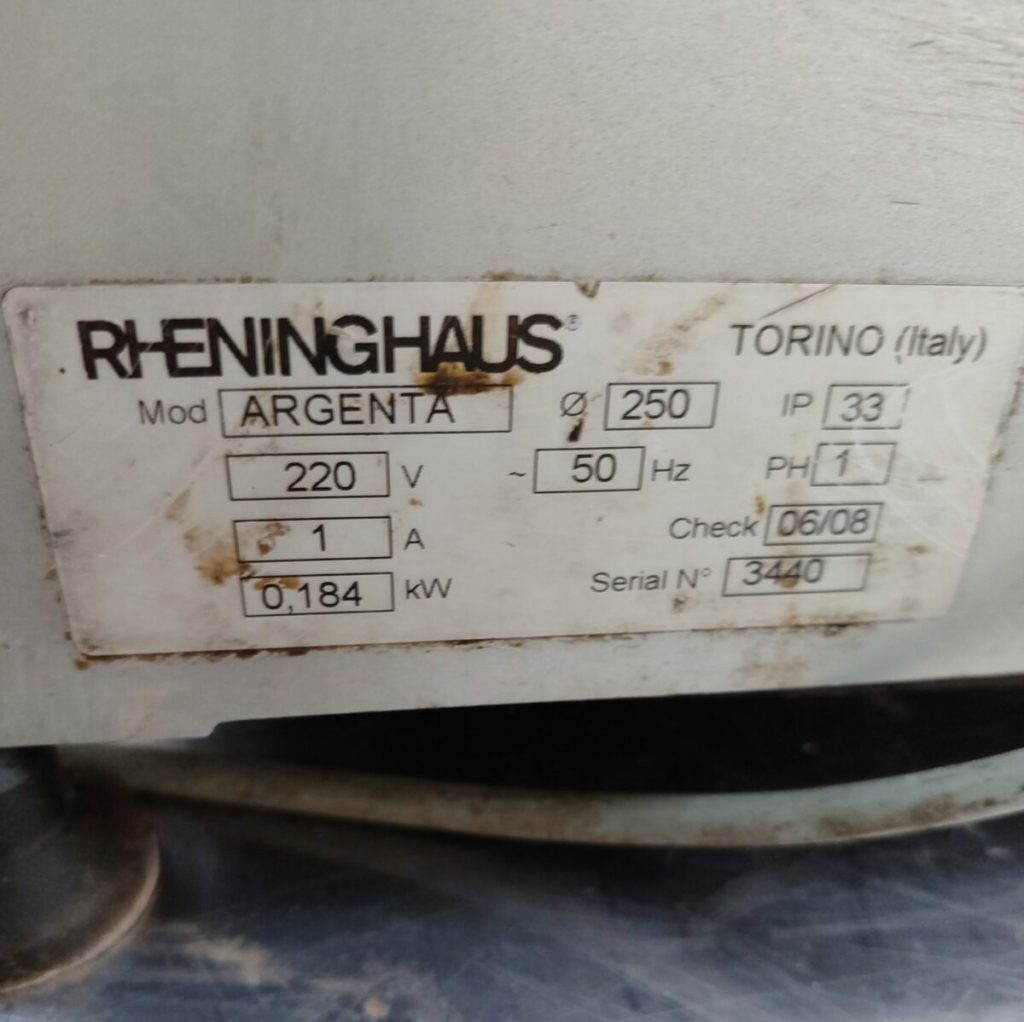 RHENINGHAUS® TORINO (Italy)
Mod ARGENTA Ø 250 IP 33
220 V ~ 50 Hz PH 1
1 A Check 06/08
0,184 kW Serial N° 3440